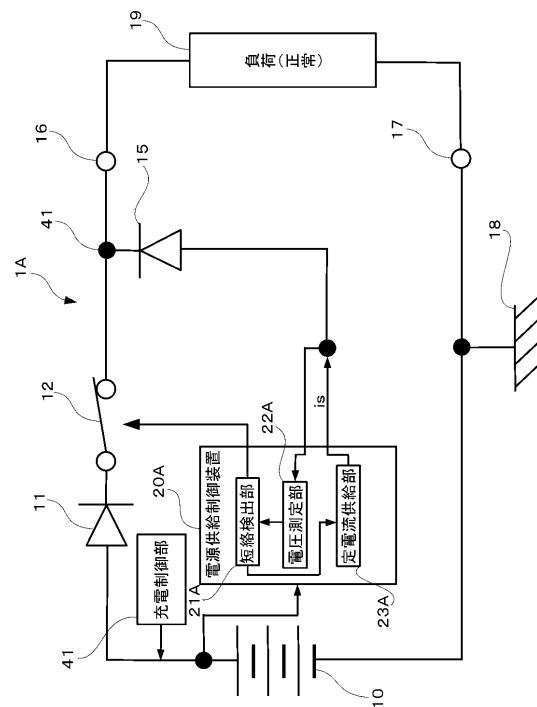 1A
11
12
41
16
15
19
負荷(正常)
17
18
充電制御部
41
電源供給制御装置
20A
短絡検出部
21A
電圧測定部
22A
定電流供給部
23A
is
10